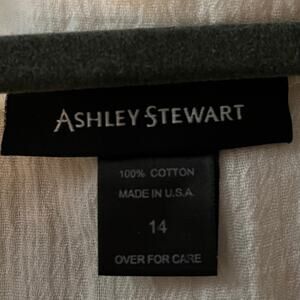 ASHLEY STEWART
100% COTTON
MADE IN U.S.A.
14
OVER FOR CARE